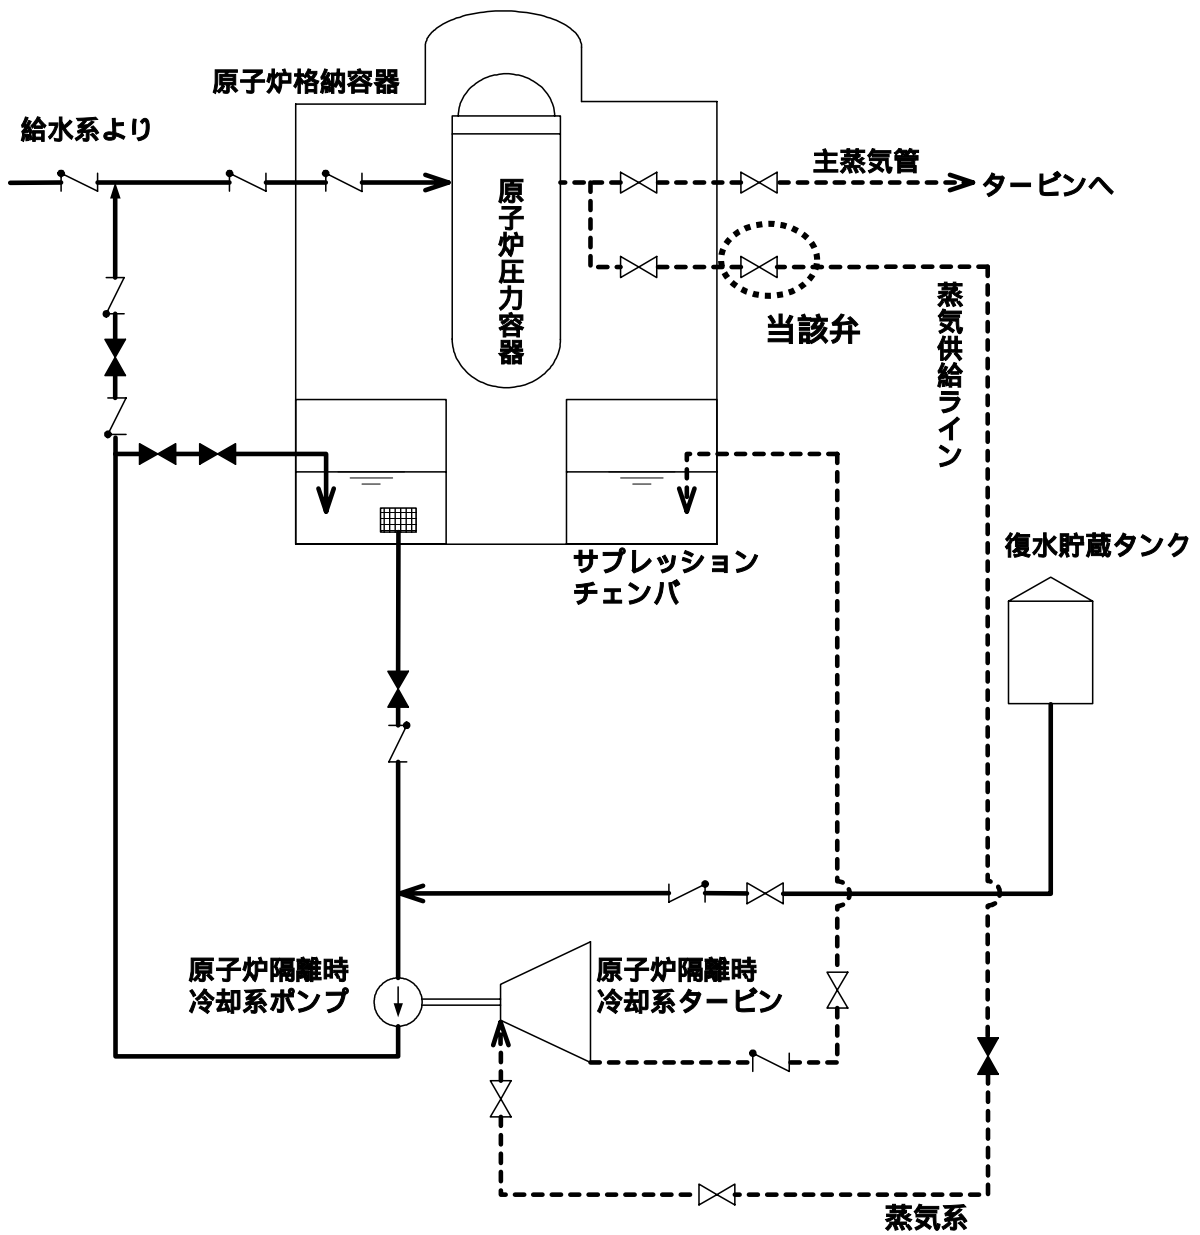 原子炉格納容器
給水系より
主蒸気管
タービンへ
原子炉圧力容器
当該弁
蒸気供給ライン
復水貯蔵タンク
サプレッション
チェンバ
原子炉隔離時
冷却系ポンプ
原子炉隔離時
冷却系タービン
蒸気系